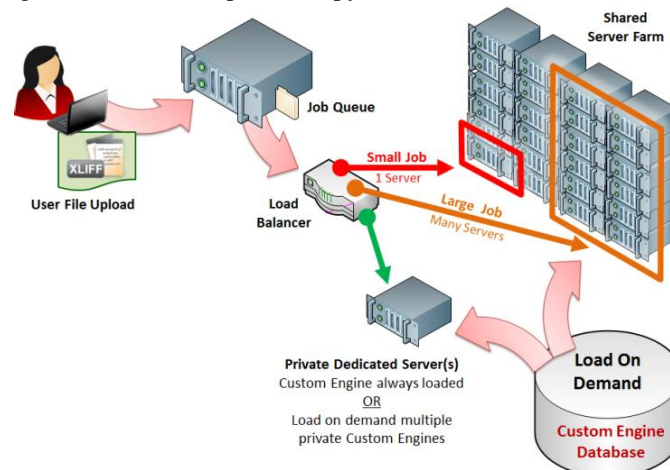 Shared
Server Farm
Job Queue
XLIFF
User File Upload
Load
Balancer
Small Job
1 Server
Large Job
Many Servers
Private Dedicated Server(s)
Custom Engine always loaded
OR
Load on demand multiple
private Custom Engines
Load On
Demand
Custom Engine
Database